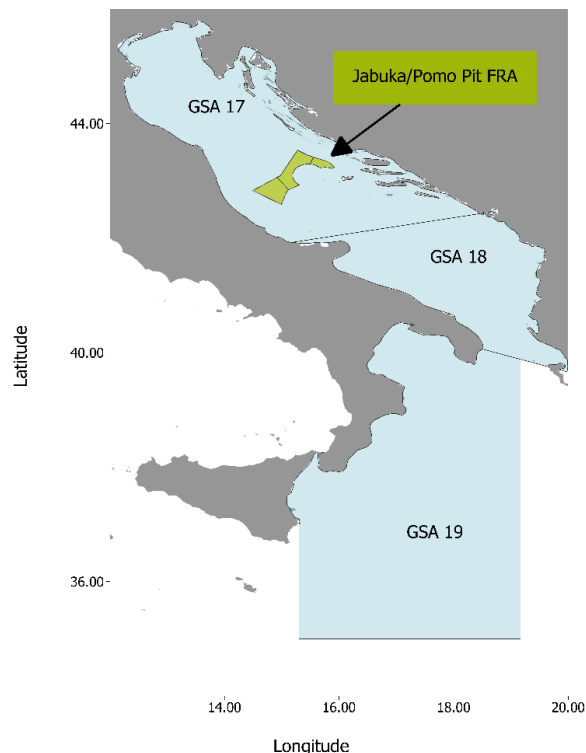 Jabuka/Pomo Pit FRA
GSA 17
44.00
GSA 18
40.00
Latitude
GSA 19
36.00
14.00 16.00 18.00 20.00
Longitude